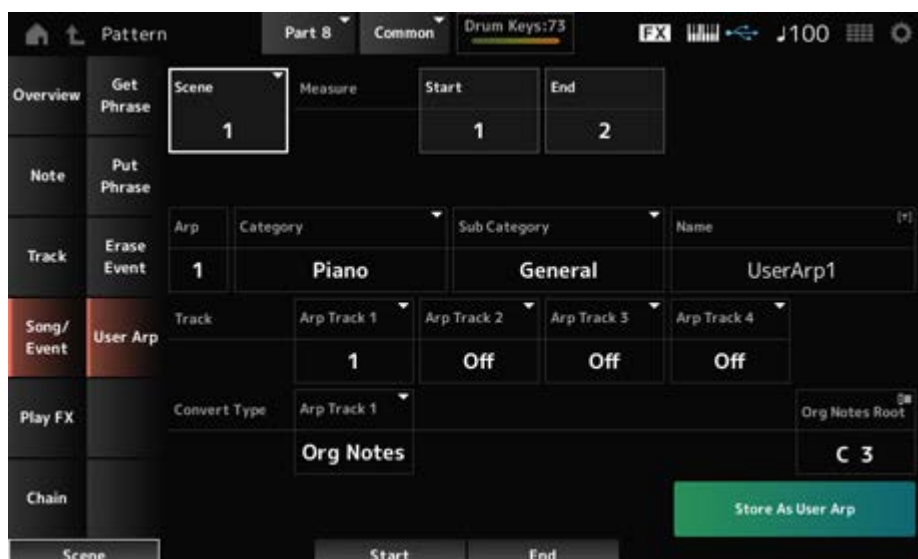 Pattern
Part 8
Common
Drum Keys:73
FX
♩100
Overview
Get
Phrase
Scene
1
Measure
Start
1
End
2
Note
Put
Phrase
Track
Erase
Event
Arp
1
Category
Piano
Sub Category
General
Name
UserArp1
Song/
Event
User Arp
Track
Arp Track 1
1
Arp Track 2
Off
Arp Track 3
Off
Arp Track 4
Off
Play FX
Convert Type
Arp Track 1
Org Notes
Org Notes Root
C 3
Chain
Store As User Arp
Scene
Start
End